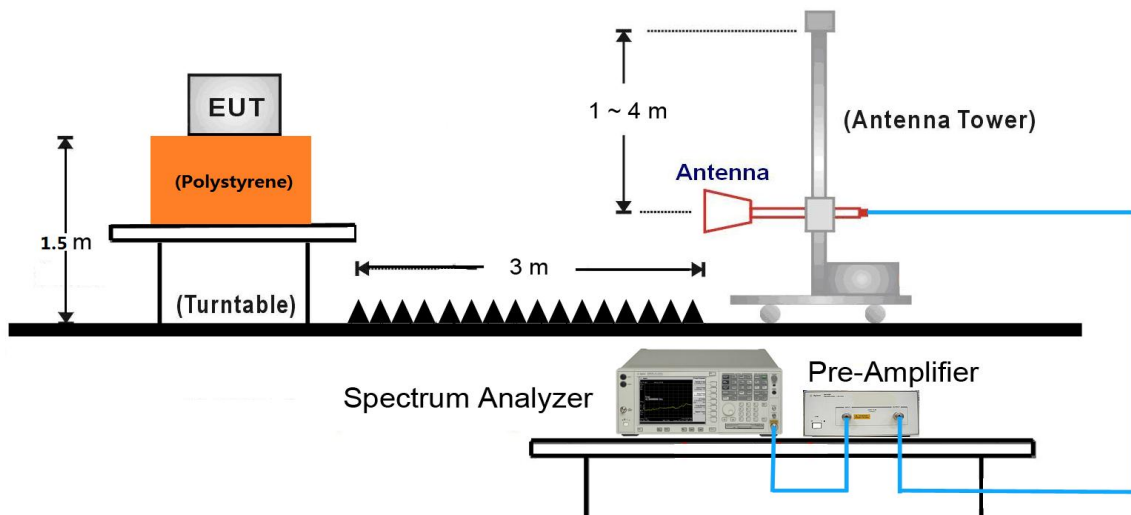 EUT
(Polystyrene)
1.5 m
(Turntable)
3 m
1 ~ 4 m
Antenna
(Antenna Tower)
Spectrum Analyzer
Pre-Amplifier